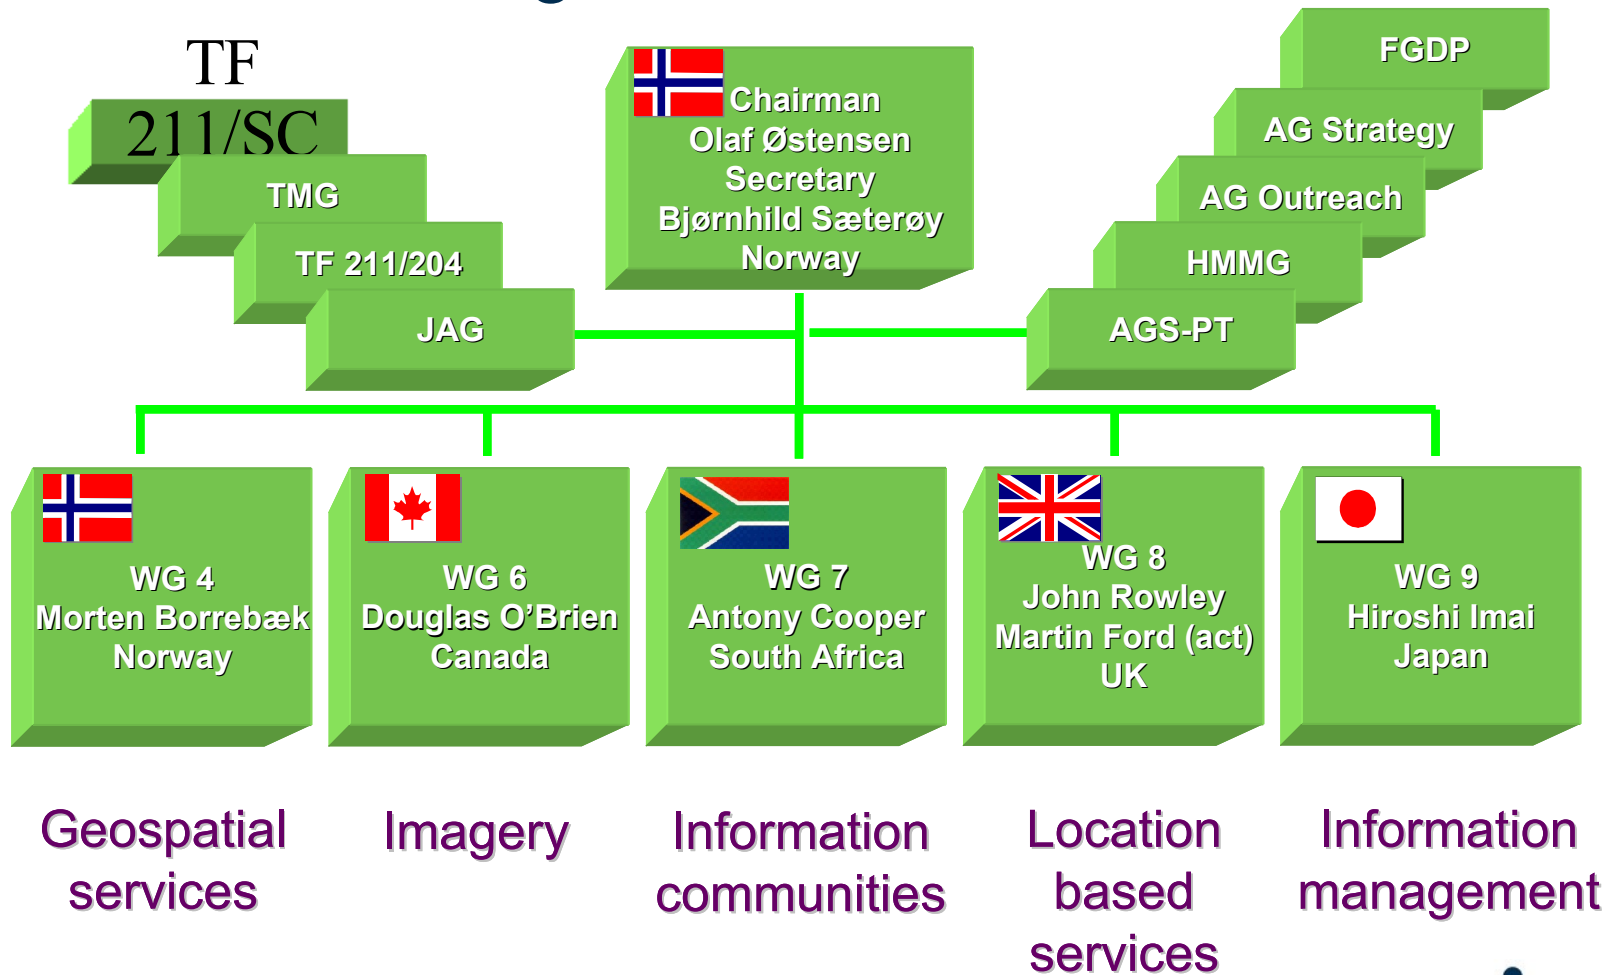 TF
211/SC
TMG
TF 211/204
JAG
Chairman
Olaf Østensen
Secretary
Bjørnhild Sæterøy
Norway
FGDP
AG Strategy
AG Outreach
HMMG
AGS-PT
WG 4
Morten Borrebæk
Norway
WG 6
Douglas O’Brien
Canada
WG 7
Antony Cooper
South Africa
WG 8
John Rowley
Martin Ford (act)
UK
WG 9
Hiroshi Imai
Japan
Geospatial
services
Imagery
Information
communities
Location
based
services
Information
management